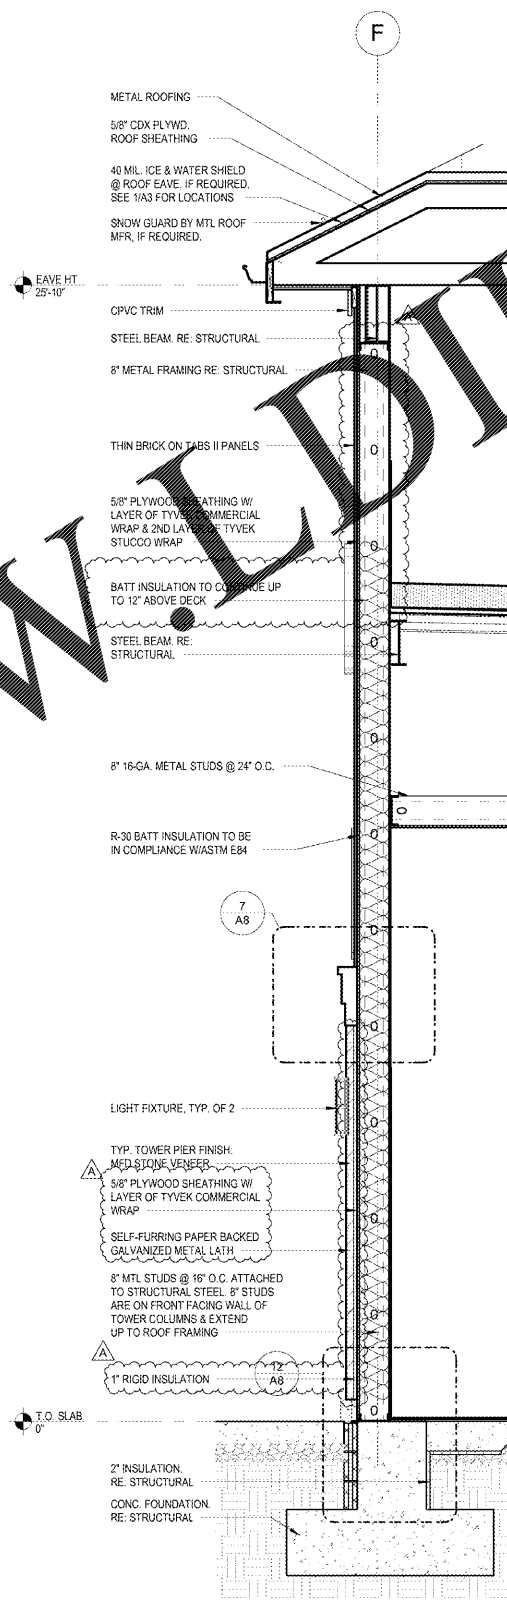 F
METAL ROOFING
5/8" CDX PLYWD.
ROOF SHEATHING
40 MIL. ICE & WATER SHIELD
@ ROOF EAVE. IF REQUIRED.
SEE 1/A3 FOR LOCATIONS
SNOW GUARD BY MTL ROOF
MFR, IF REQUIRED.
EAVE HT
25'-10"
CPVC TRIM
STEEL BEAM. RE: STRUCTURAL
A
8" METAL FRAMING RE: STRUCTURAL
THIN BRICK ON TABS II PANELS
5/8" PLYWOOD SHEATHING W/
LAYER OF TYVEK COMMERCIAL
WRAP & 2ND LAYER OF TYVEK
STUCCO WRAP
BATT INSULATION TO CONTINUE UP
TO 12" ABOVE DECK
STEEL BEAM. RE:
STRUCTURAL
W.LDI
8" 16-GA. METAL STUDS @ 24" O.C.
R-30 BATT INSULATION TO BE
IN COMPLIANCE W/ASTM E84
7
A8
LIGHT FIXTURE, TYP. OF 2
TYP. TOWER PIER FINISH:
MFD STONE VENEER
A
5/8" PLYWOOD SHEATHING W/
LAYER OF TYVEK COMMERCIAL
WRAP
SELF-FURRING PAPER BACKED
GALVANIZED METAL LATH
8" MTL STUDS @ 16" O.C. ATTACHED
TO STRUCTURAL STEEL. 8" STUDS
ARE ON FRONT FACING WALL OF
TOWER COLUMNS & EXTEND
UP TO ROOF FRAMING
A
12
A8
1" RIGID INSULATION
T.O. SLAB
0"
2" INSULATION.
RE: STRUCTURAL
CONC. FOUNDATION.
RE: STRUCTURAL